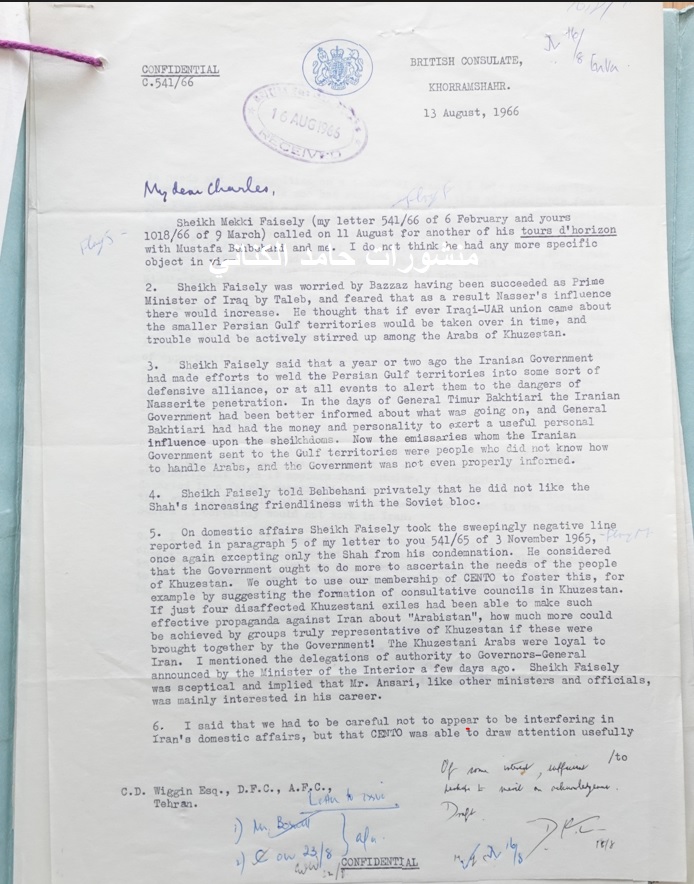 CONFIDENTIAL
C.541/66
BRITISH CONSULATE,
KHORRAMSHAHR.
13 August, 1966
16 AUG 1966
RECEIVED
My dear Charles,
Sheikh Mekki Faisely (my letter 541/66 of 6 February and yours
1018/66 of 9 March) called on 11 August for another of his tours d'horizon
with Mustafa Behbehani and me. I do not think he had any more specific
object in
منشورات حامد الكناني
2. Sheikh Faisely was worried by Bazzaz having been succeeded as Prime
Minister of Iraq by Taleb, and feared that as a result Nasser's influence
there would increase. He thought that if ever Iraqi-UAR union came about
the smaller Persian Gulf territories would be taken over in time, and
trouble would be actively stirred up among the Arabs of Khuzestan.
3. Sheikh Faisely said that a year or two ago the Iranian Government
had made efforts to weld the Persian Gulf territories into some sort of
defensive alliance, or at all events to alert them to the dangers of
Nasserite penetration. In the days of General Timur Bakhtiari the Iranian
Government had been better informed about what was going on, and General
Bakhtiari had had the money and personality to exert a useful personal
influence upon the sheikhdoms. Now the emissaries whom the Iranian
Government sent to the Gulf territories were people who did not know how
to handle Arabs, and the Government was not even properly informed.
4. Sheikh Faisely told Behbehani privately that he did not like the
Shah's increasing friendliness with the Soviet bloc.
5. On domestic affairs Sheikh Faisely took the sweepingly negative line
reported in paragraph 5 of my letter to you 541/65 of 3 November 1965,
once again excepting only the Shah from his condemnation. He considered
that the Government ought to do more to ascertain the needs of the people
of Khuzestan. We ought to use our membership of CENTO to foster this, for
example by suggesting the formation of consultative councils in Khuzestan.
If just four disaffected Khuzestani exiles had been able to make such
effective propaganda against Iran about "Arabistan", how much more could
be achieved by groups truly representative of Khuzestan if these were
brought together by the Government! The Khuzestani Arabs were loyal to
Iran. I mentioned the delegations of authority to Governors-General
announced by the Minister of the Interior a few days ago. Sheikh Faisely
was sceptical and implied that Mr. Ansari, like other ministers and officials,
was mainly interested in his career.
6. I said that we had to be careful not to appear to be interfering in
Iran's domestic affairs, but that CENTO was able to draw attention usefully
/to
C.D. Wiggin Esq., D.F.C., A.F.C.,
Tehran.
Of some interest, sufficient
perhaps to merit an acknowledgement.
Draft.
CONFIDENTIAL